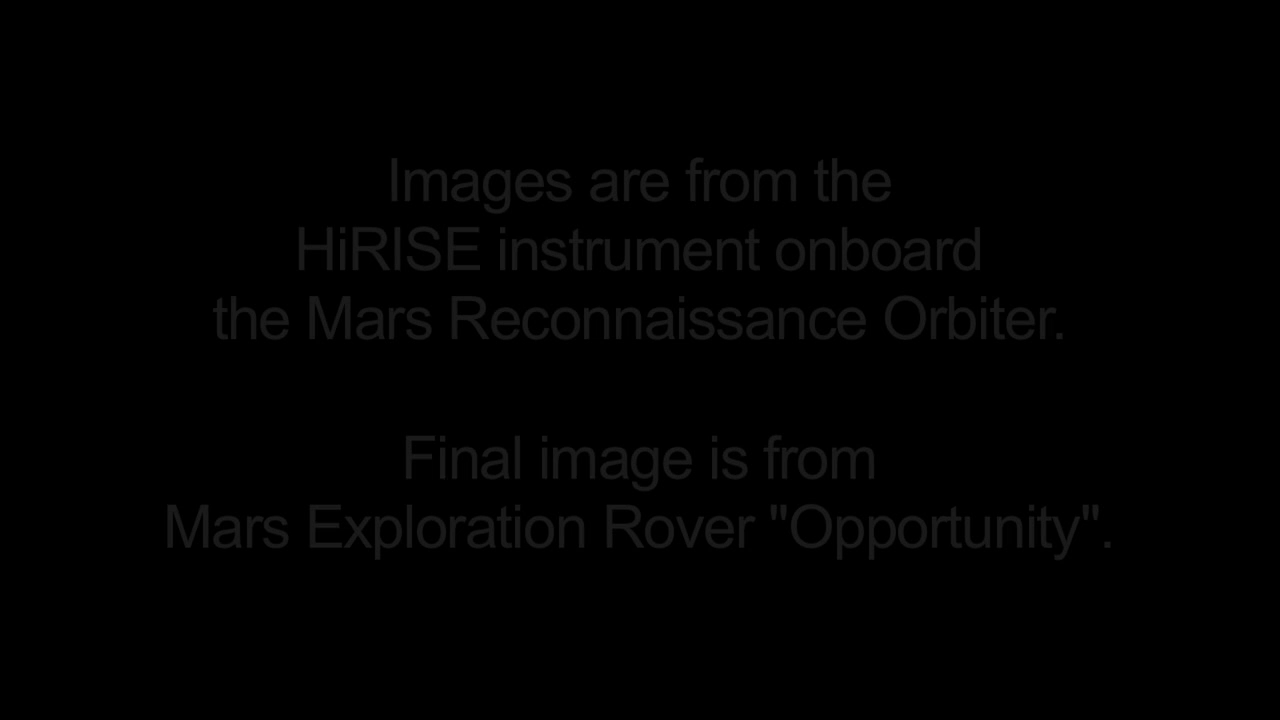 Images are from the
HiRISE instrument onboard
the Mars Reconnaissance Orbiter.
Final image is from
Mars Exploration Rover "Opportunity".